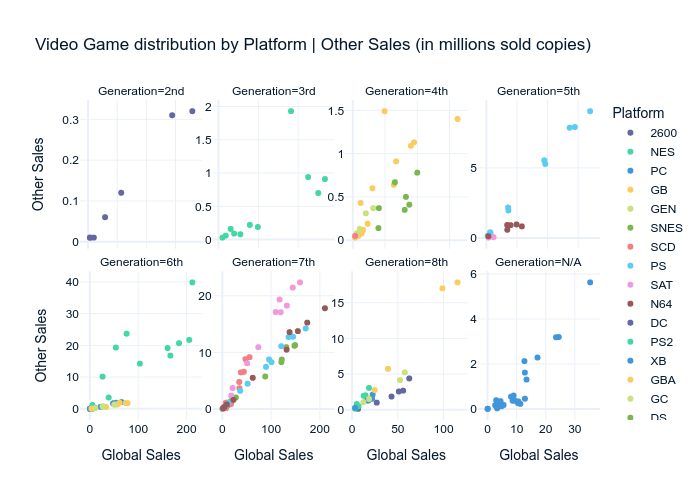 Video Game distribution by Platform | Other Sales (in millions sold copies)
Generation=2nd
Generation=3rd
Generation=4th
Generation=5th
Platform
2600
NES
PC
GB
GEN
SNES
SCD
PS
SAT
N64
DC
PS2
XB
GBA
GC
DS
Other Sales
0.3
0.2
0.1
0
2
1.5
1
0.5
0
1.5
1
0.5
0
5
0
Generation=6th
Generation=7th
Generation=8th
Generation=N/A
Other Sales
40
30
20
10
0
20
10
0
15
10
5
0
6
4
2
0
0
100
200
0
100
200
0
50
100
0
10
20
30
Global Sales
Global Sales
Global Sales
Global Sales